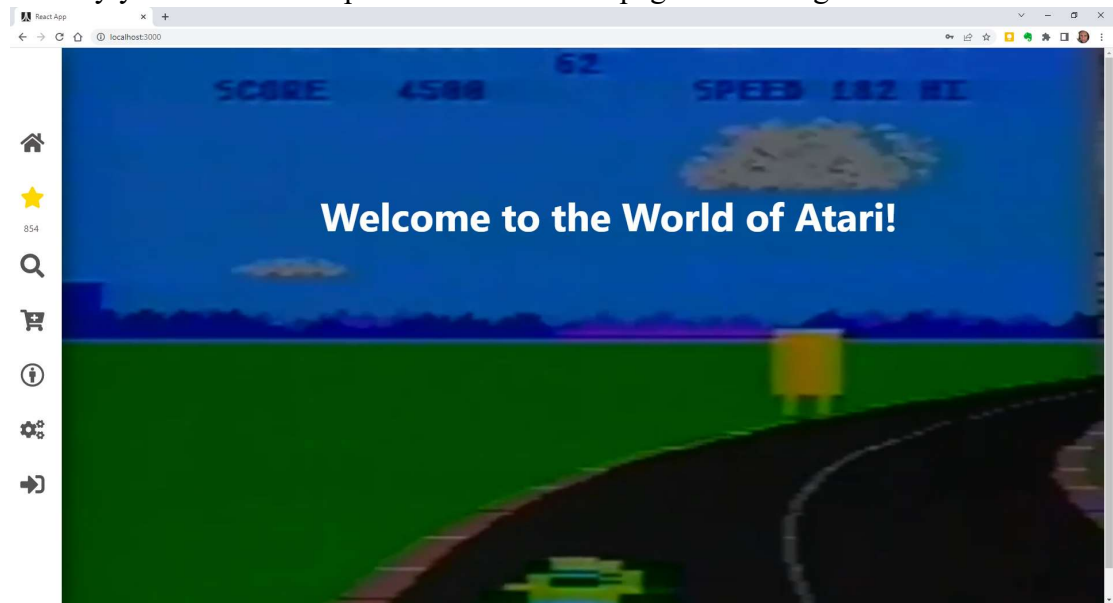 React App
localhost:3000
62
SCORE 4500 SPEED 182 HI
Welcome to the World of Atari!
854